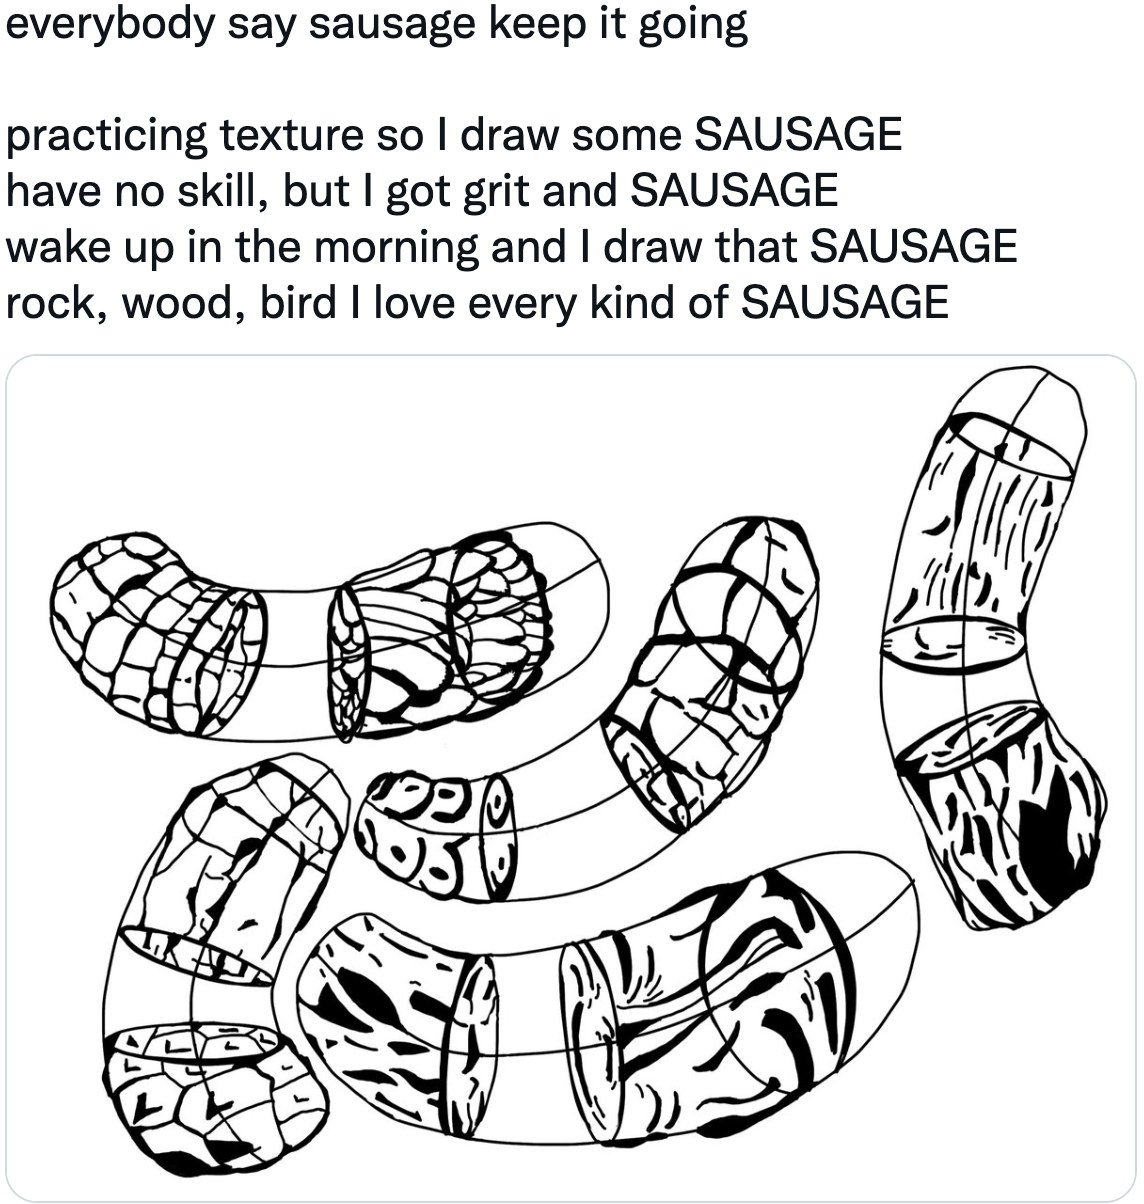 everybody say sausage keep it going
practicing texture so I draw some SAUSAGE
have no skill, but I got grit and SAUSAGE
wake up in the morning and I draw that SAUSAGE
rock, wood, bird I love every kind of SAUSAGE